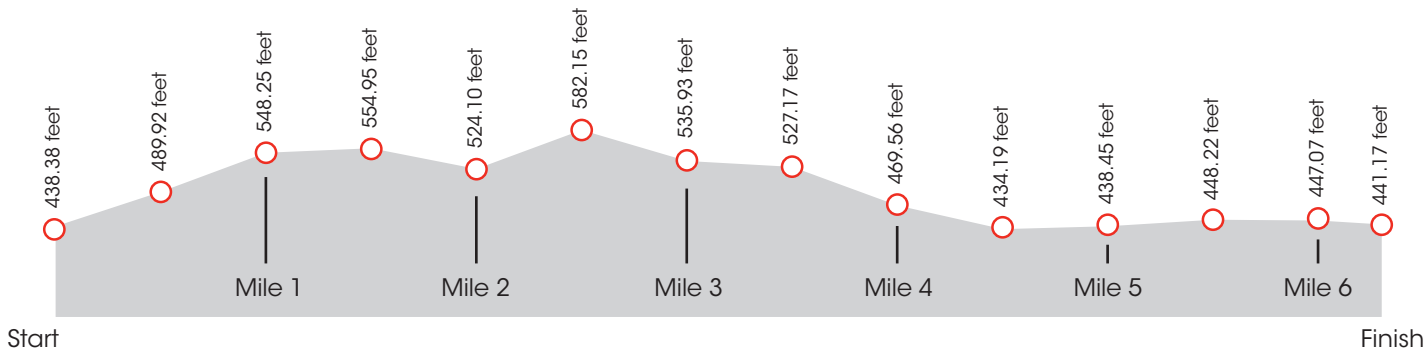 438.38 feet
489.92 feet
548.25 feet
554.95 feet
524.10 feet
582.15 feet
535.93 feet
527.17 feet
469.56 feet
434.19 feet
438.45 feet
448.22 feet
447.07 feet
441.17 feet
Mile 1
Mile 2
Mile 3
Mile 4
Mile 5
Mile 6
Start
Finish